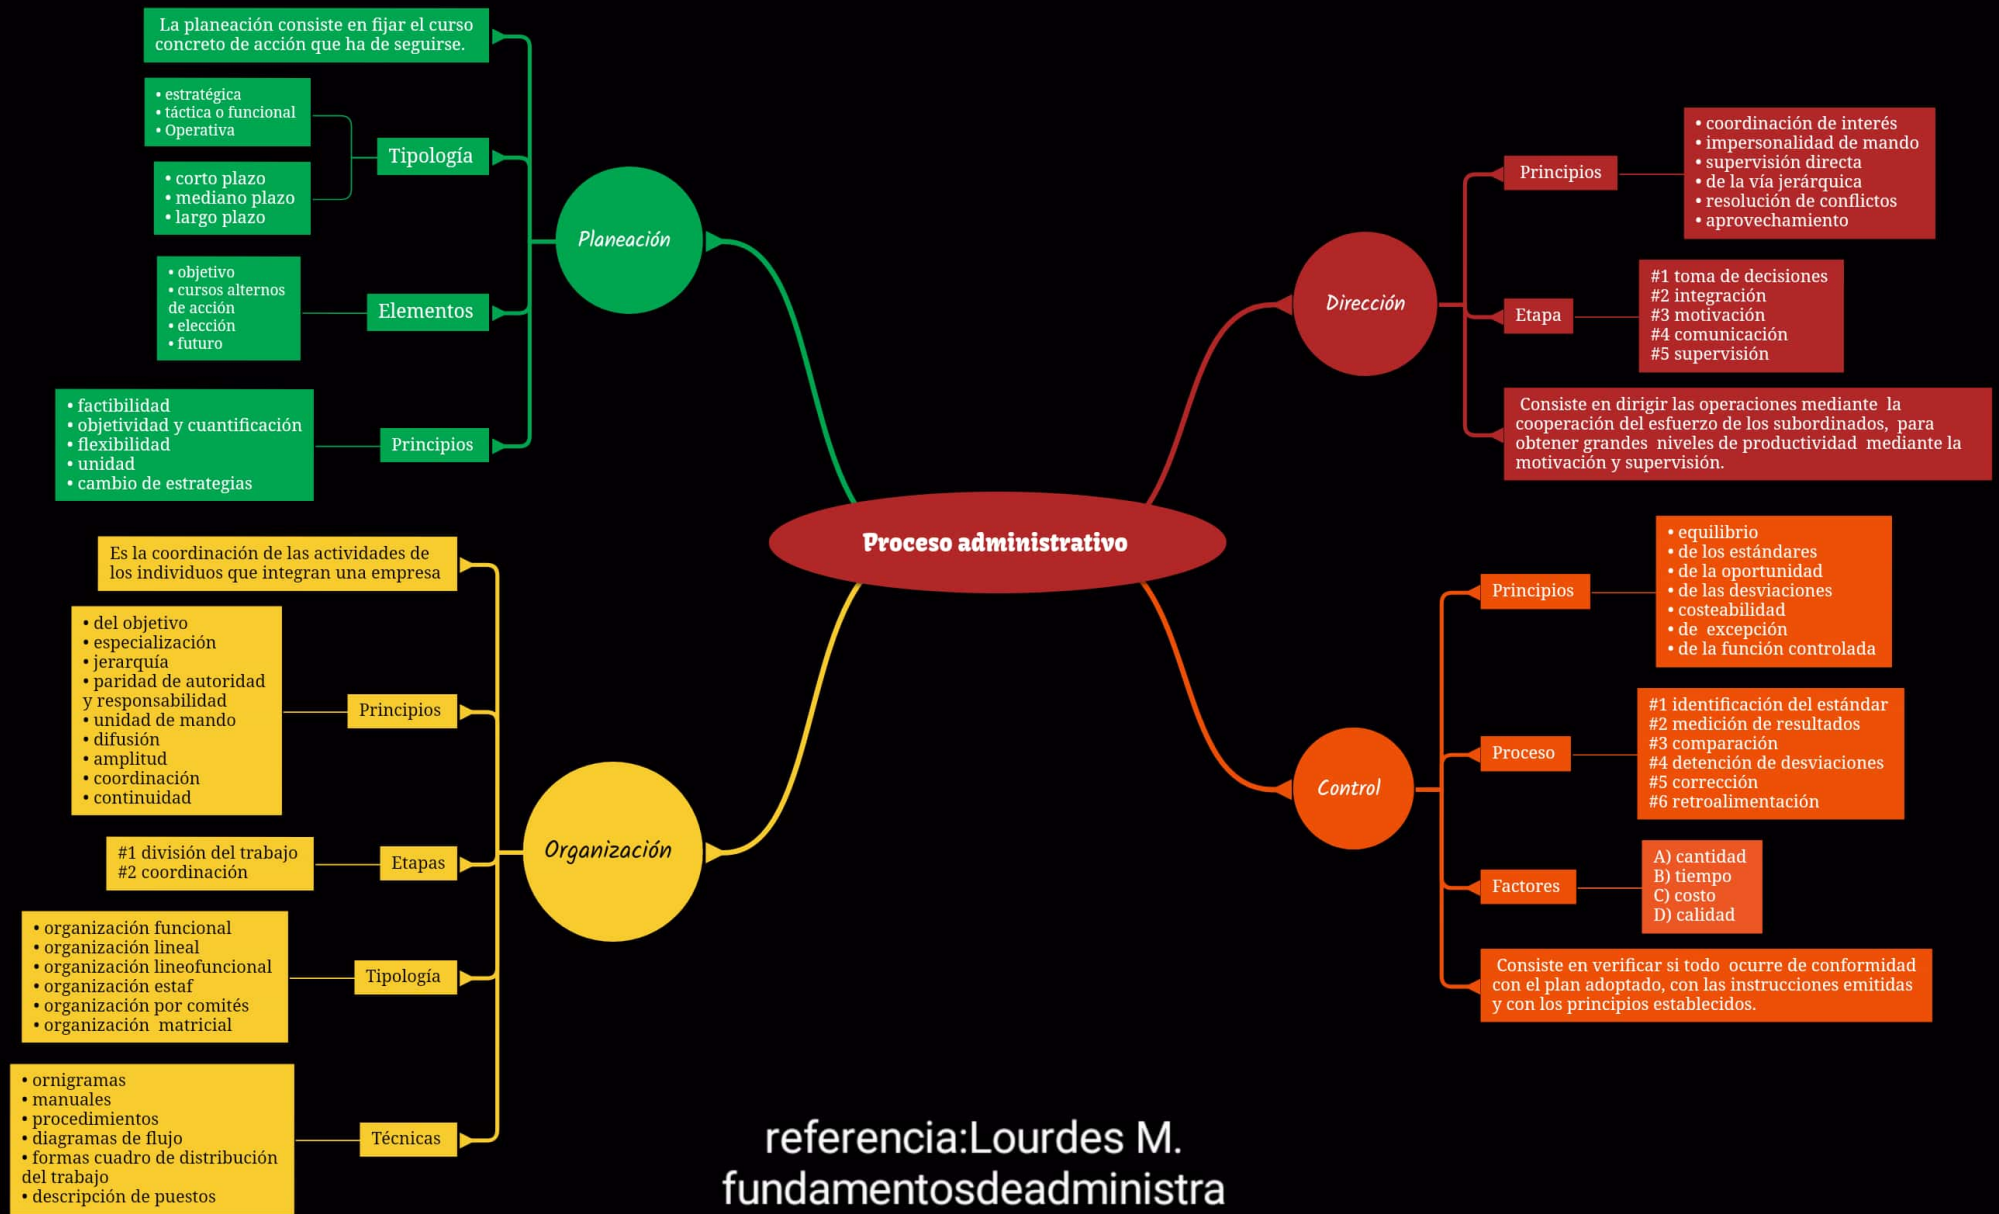 La planeación consiste en fijar el curso
concreto de acción que ha de seguirse.
• estratégica
• táctica o funcional
• Operativa
Tipología
• corto plazo
• mediano plazo
• largo plazo
Planeación
• objetivo
• cursos alternos
de acción
• elección
• futuro
Elementos
• factibilidad
• objetividad y cuantificación
• flexibilidad
• unidad
• cambio de estrategias
Principios
Proceso administrativo
Es la coordinación de las actividades de
los individuos que integran una empresa
• del objetivo
• especialización
• jerarquía
• paridad de autoridad
y responsabilidad
• unidad de mando
• difusión
• amplitud
• coordinación
• continuidad
Principios
Organización
#1 división del trabajo
#2 coordinación
Etapas
• organización funcional
• organización lineal
• organización lineofuncional
• organización estaf
• organización por comités
• organización matricial
Tipología
• ornigramas
• manuales
• procedimientos
• diagramas de flujo
• formas cuadro de distribución
del trabajo
• descripción de puestos
Técnicas
Dirección
Principios
• coordinación de interés
• impersonalidad de mando
• supervisión directa
• de la vía jerárquica
• resolución de conflictos
• aprovechamiento
Etapa
#1 toma de decisiones
#2 integración
#3 motivación
#4 comunicación
#5 supervisión
Consiste en dirigir las operaciones mediante la
cooperación del esfuerzo de los subordinados, para
obtener grandes niveles de productividad mediante la
motivación y supervisión.
Control
Principios
• equilibrio
• de los estándares
• de la oportunidad
• de las desviaciones
• costeabilidad
• de excepción
• de la función controlada
Proceso
#1 identificación del estándar
#2 medición de resultados
#3 comparación
#4 detención de desviaciones
#5 corrección
#6 retroalimentación
Factores
A) cantidad
B) tiempo
C) costo
D) calidad
Consiste en verificar si todo ocurre de conformidad
con el plan adoptado, con las instrucciones emitidas
y con los principios establecidos.
referencia:Lourdes M.
fundamentosdeadministra